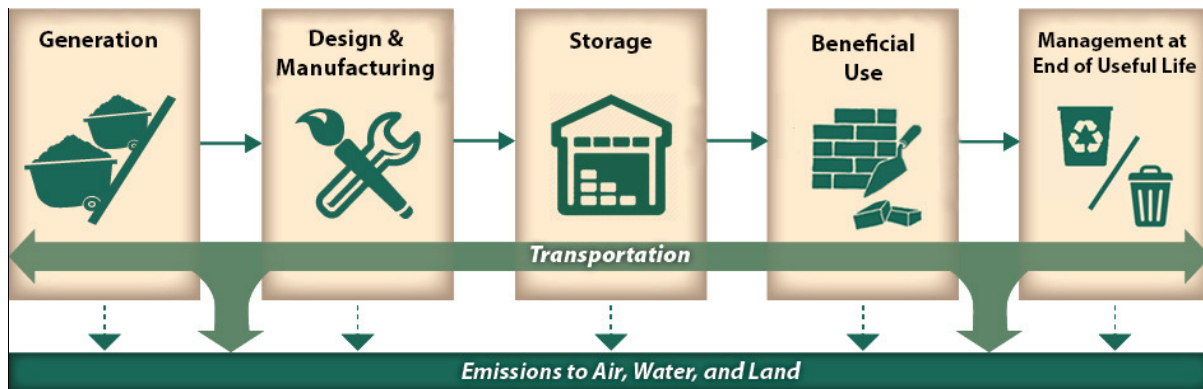 Generation
Design &
Manufacturing
Storage
Beneficial
Use
Management at
End of Useful Life
Transportation
Emissions to Air, Water, and Land